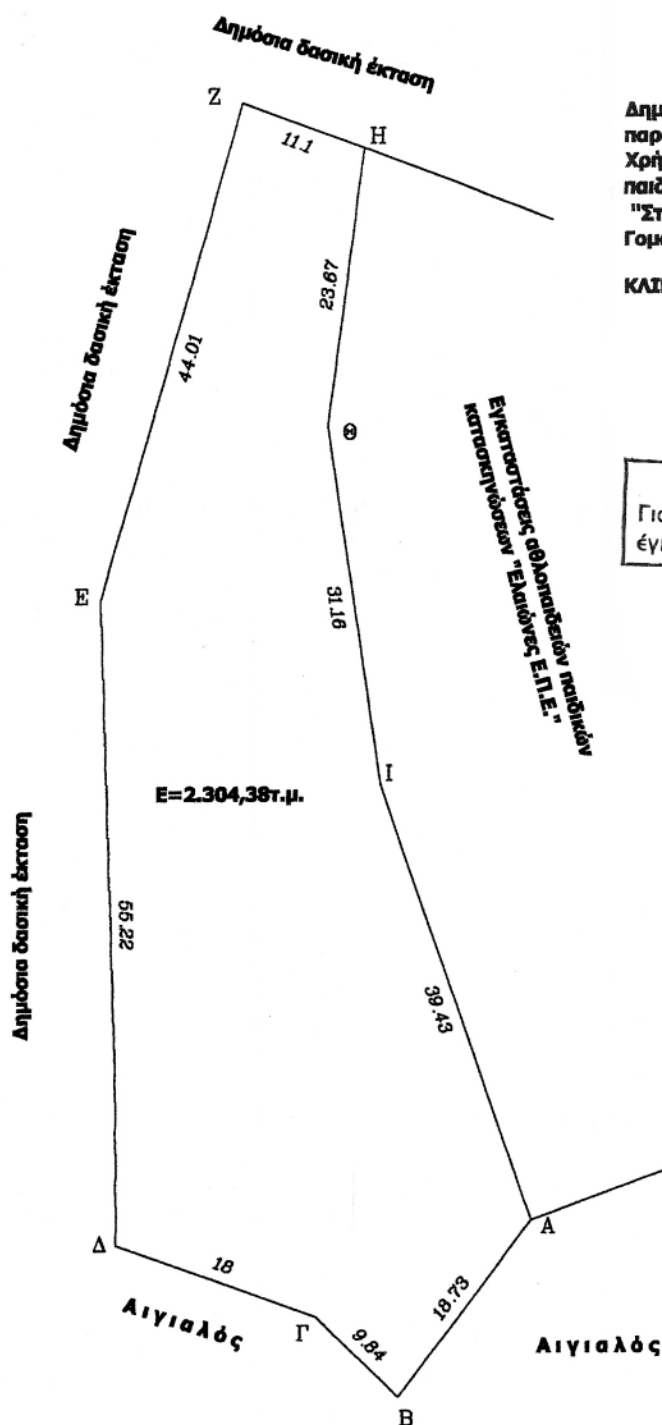 Δημόσια δασική έκταση
Ζ
Η
11.1
Δημόσια δασική έκταση
44.01
23.67
Θ
Εγκαταστάσεις αθλοπαιδειών παιδικών
κατασκηνώσεων "Ελαιώνες Ε.Π.Ε."
Ε
31.16
Ι
Ε=2.304,38τ.μ.
Δημόσια δασική έκταση
55.22
39.43
Α
Δ
18
18.73
Αιγιαλός
Γ
9.84
Αιγιαλός
Β